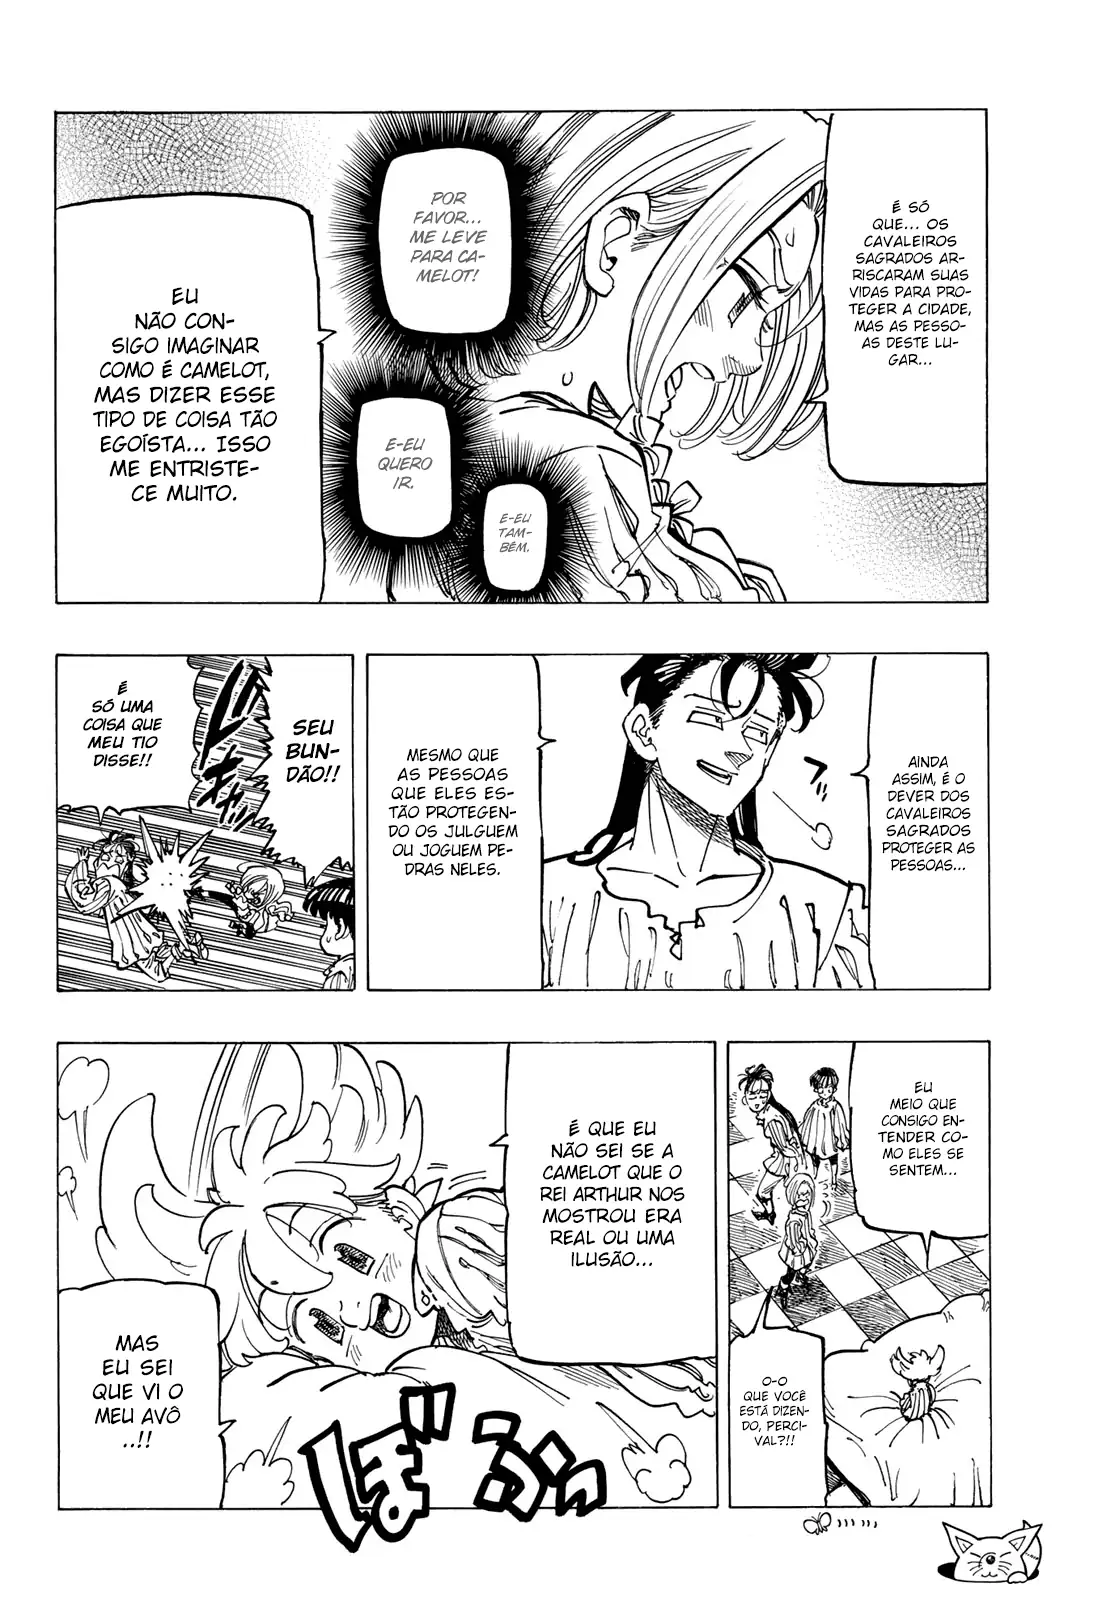 É SÓ
QUE... OS
CAVALEIROS
SAGRADOS AR-
RISCARAM SUAS
VIDAS PARA PRO-
TEGER A CIDADE,
MAS AS PESSO-
AS DESTE LU-
GAR...
POR
FAVOR...
ME LEVE
PARA CA-
MELOT!
E-EU
QUERO
IR.
E-EU
TAM-
BÉM.
EU
NÃO CON-
SIGO IMAGINAR
COMO É CAMELOT,
MAS DIZER ESSE
TIPO DE COISA TÃO
EGOÍSTA... ISSO
ME ENTRISTE-
CE MUITO.
AINDA
ASSIM, É O
DEVER DOS
CAVALEIROS
SAGRADOS
PROTEGER AS
PESSOAS...
MESMO QUE
AS PESSOAS
QUE ELES ES-
TÃO PROTEGEN-
DO OS JULGUEM
OU JOGUEM PE-
DRAS NELES.
SEU
BUN-
DÃO!!
É
SÓ UMA
COISA QUE
MEU TIO
DISSE!!
EU
MEIO QUE
CONSIGO EN-
TENDER CO-
MO ELES SE
SENTEM...
O-O
QUE VOCÊ
ESTÁ DIZEN-
DO, PERCI-
VAL?!!
É QUE EU
NÃO SEI SE A
CAMELOT QUE O
REI ARTHUR NOS
MOSTROU ERA
REAL OU UMA
ILUSÃO...
MAS
EU SEI
QUE VI O
MEU AVÔ
...!!
ぼふっ